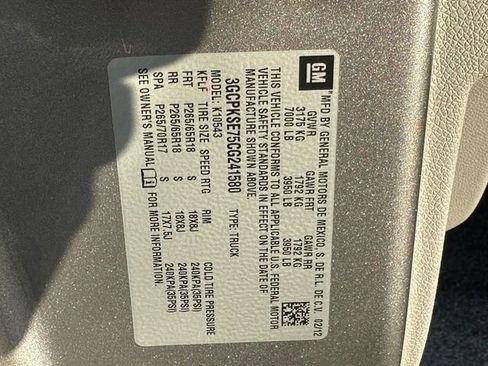 GM
MFD BY GENERAL MOTORS DE MEXICO, S. DE R.L. DE C.V. 02/12
GVWR GAWR FRT GAWR RR
3175 KG 1792 KG 1792 KG
7000 LB 3950 LB 3950 LB
THIS VEHICLE CONFORMS TO ALL APPLICABLE U.S. FEDERAL MOTOR
VEHICLE SAFETY STANDARDS IN EFFECT ON THE DATE OF
MANUFACTURE SHOWN ABOVE.
3GCPKSE75CG241580 TYPE: TRUCK
MODEL: K10543
KFLF TIRE SIZE SPEED RTG RIM COLD TIRE PRESSURE
FRT P265/65R18 S 18X8J 240KPA(35PSI)
RR P265/65R18 S 18X8J 240KPA(35PSI)
SPA P265/70R17 S 17X7.5J 240KPA(35PSI)
SEE OWNER'S MANUAL